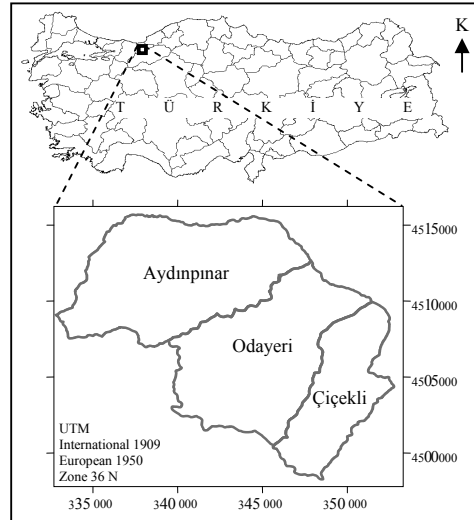 K
T Ü R K İ Y E
4515000
Aydınpınar
4510000
Odayeri
4505000
Çiçekli
UTM
International 1909
European 1950
Zone 36 N
4500000
335 000 340 000 345 000 350 000